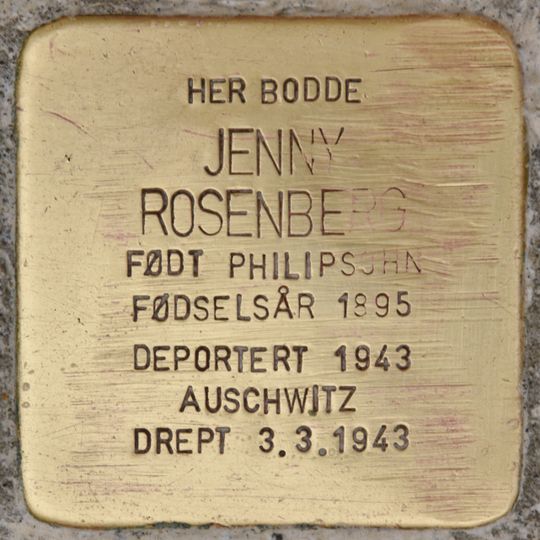 HER BODDE
JENNY
ROSENBERG
FØDT PHILIPSOHN
FØDSELSÅR 1895
DEPORTERT 1943
AUSCHWITZ
DREPT 3.3.1943